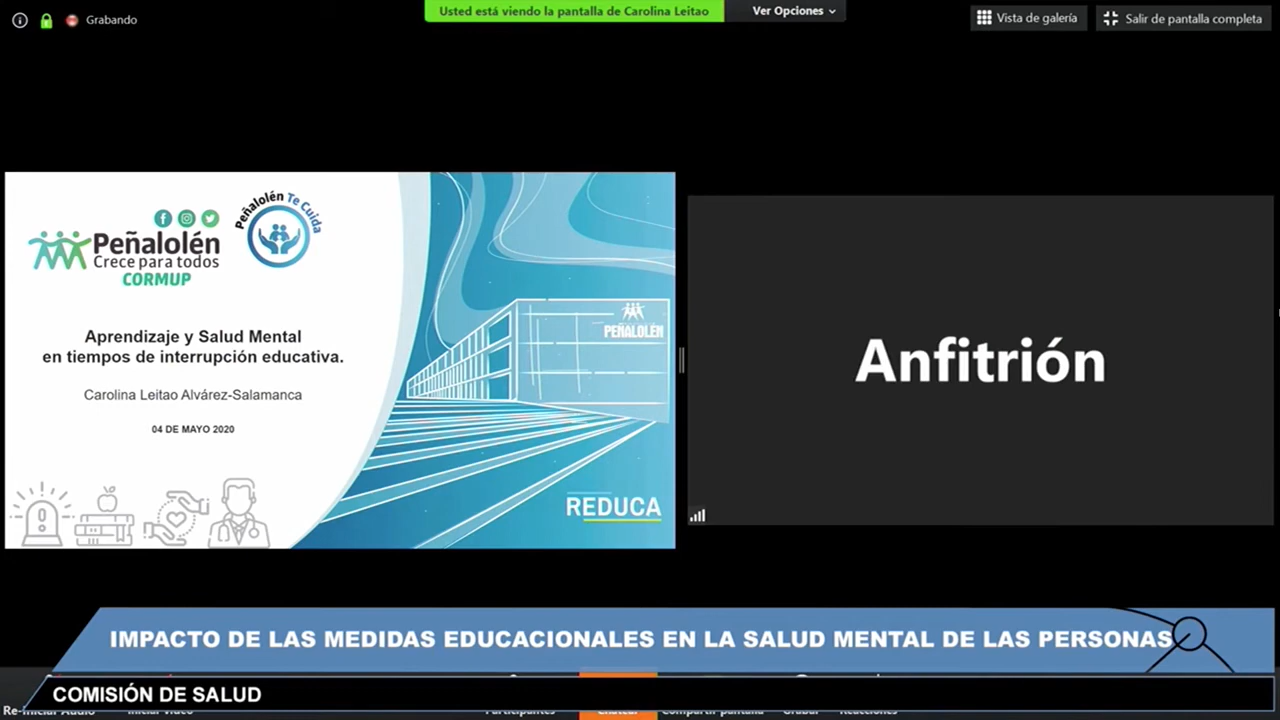 Grabando
Usted está viendo la pantalla de Carolina Leitao
Ver Opciones
Vista de galería
Salir de pantalla completa
Peñalolén Te Cuida
Peñalolén
Crece para todos
CORMUP
PEÑALOLÉN
Aprendizaje y Salud Mental
en tiempos de interrupción educativa.
Carolina Leitao Alvárez-Salamanca
04 DE MAYO 2020
REDUCA
Anfitrión
IMPACTO DE LAS MEDIDAS EDUCACIONALES EN LA SALUD MENTAL DE LAS PERSONAS
COMISIÓN DE SALUD